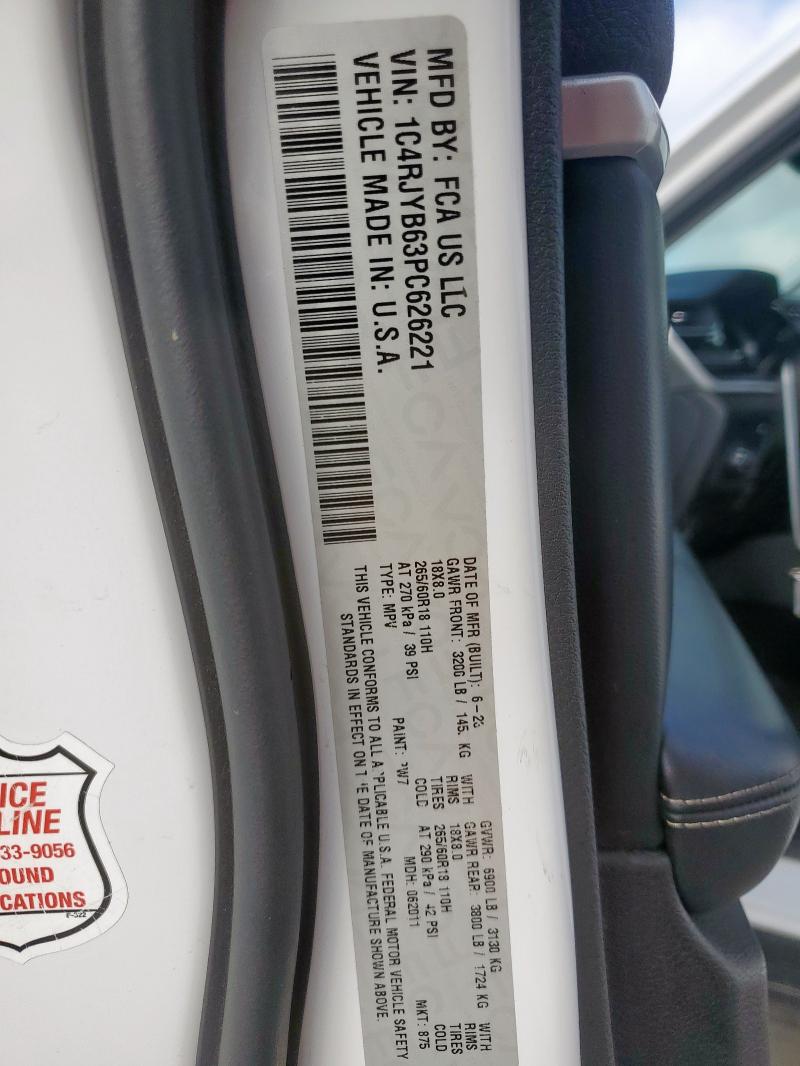 MFD BY: FCA US LLC
VIN: 1C4RJYB63PC626221
VEHICLE MADE IN: U.S.A.
DATE OF MFR (BUILT): 6-23 GVWR: 6900 LB / 3130 KG
GAWR FRONT: 3200 LB / 145. KG WITH GAWR REAR: 3800 LB / 1724 KG WITH
18X8.0 RIMS 18X8.0 RIMS
265/60R18 110H TIRES 265/60R18 110H TIRES
AT 270 kPa / 39 PSI COLD AT 290 kPa / 42 PSI COLD
TYPE: MPV PAINT: PW7 MDH: 062011 MKT: 875
THIS VEHICLE CONFORMS TO ALL APPLICABLE U.S.A. FEDERAL MOTOR VEHICLE SAFETY
STANDARDS IN EFFECT ON THE DATE OF MANUFACTURE SHOWN ABOVE.
ICE
LINE
33-9056
OUND
CATIONS